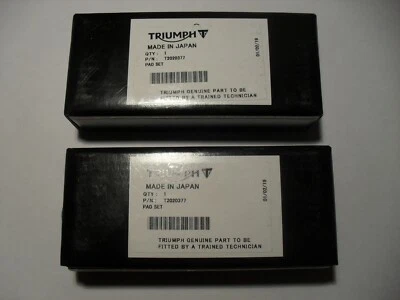 TRIUMPH
MADE IN JAPAN
QTY: 1
P/N: T2020377
PAD SET
TRIUMPH GENUINE PART TO BE
FITTED BY A TRAINED TECHNICIAN
TRIUMPH
MADE IN JAPAN
QTY: 1
P/N: T2020377
PAD SET
TRIUMPH GENUINE PART TO BE
FITTED BY A TRAINED TECHNICIAN